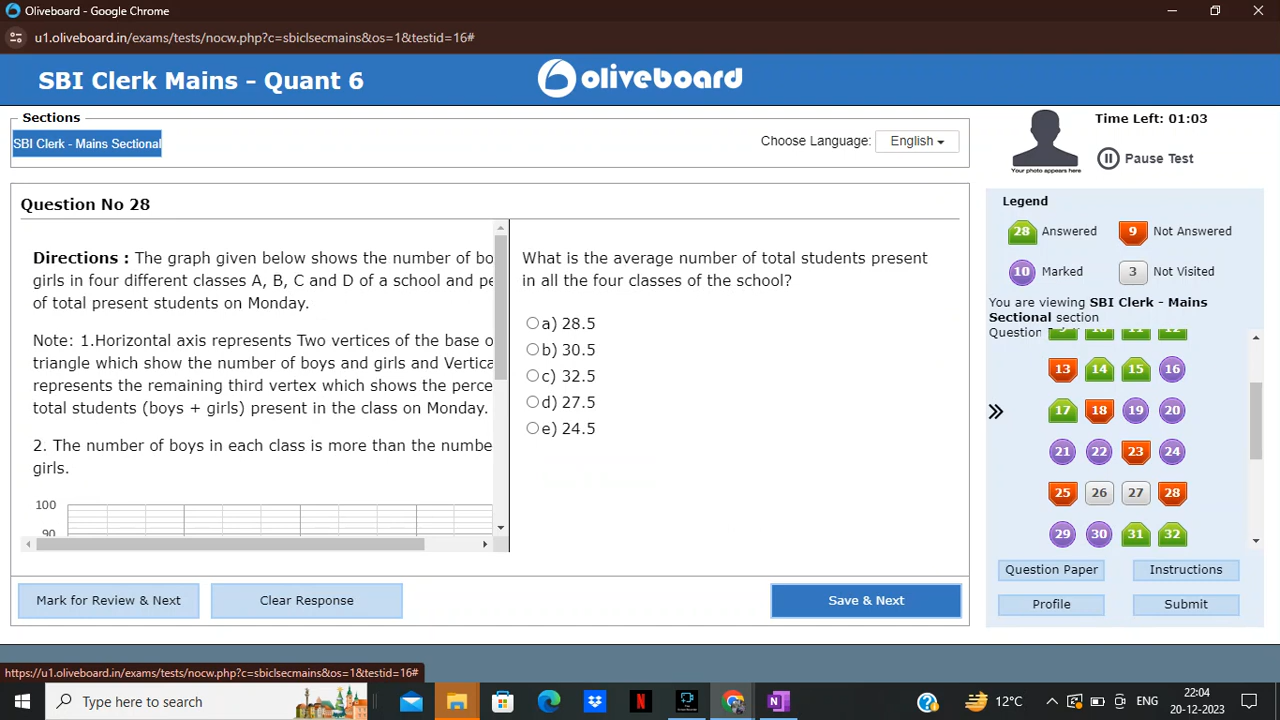 Oliveboard - Google Chrome
u1.oliveboard.in/exams/tests/nocw.php?c=sbiclsecmains&os=1&testid=16#
SBI Clerk Mains - Quant 6
oliveboard
Sections
SBI Clerk - Mains Sectional
Choose Language:
English
Your photo appears here
Time Left: 01:03
Pause Test
Question No 28
Directions : The graph given below shows the number of bo
girls in four different classes A, B, C and D of a school and pe
of total present students on Monday.
Note: 1.Horizontal axis represents Two vertices of the base o
triangle which show the number of boys and girls and Vertica
represents the remaining third vertex which shows the perce
total students (boys + girls) present in the class on Monday.
2. The number of boys in each class is more than the numbe
girls.
100
90
What is the average number of total students present
in all the four classes of the school?
a) 28.5
b) 30.5
c) 32.5
d) 27.5
e) 24.5
Legend
28 Answered
9 Not Answered
10 Marked
3 Not Visited
You are viewing SBI Clerk - Mains
Sectional section
Question
13 14 15 16
17 18 19 20
21 22 23 24
25 26 27 28
29 30 31 32
Question Paper
Instructions
Profile
Submit
Mark for Review & Next
Clear Response
Save & Next
https://u1.oliveboard.in/exams/tests/nocw.php?c=sbiclsecmains&os=1&testid=16#
Type here to search
12°C
ENG
22:04
20-12-2023